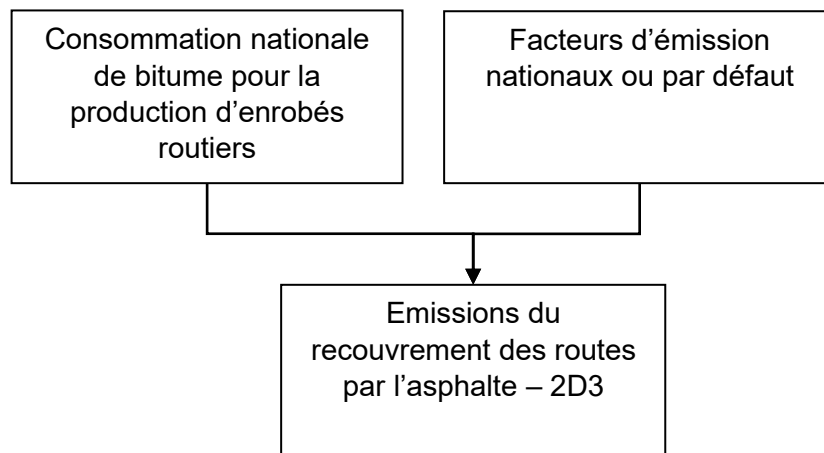 Consommation nationale
de bitume pour la
production d’enrobés
routiers
Facteurs d’émission
nationaux ou par défaut
Emissions du
recouvrement des routes
par l’asphalte – 2D3